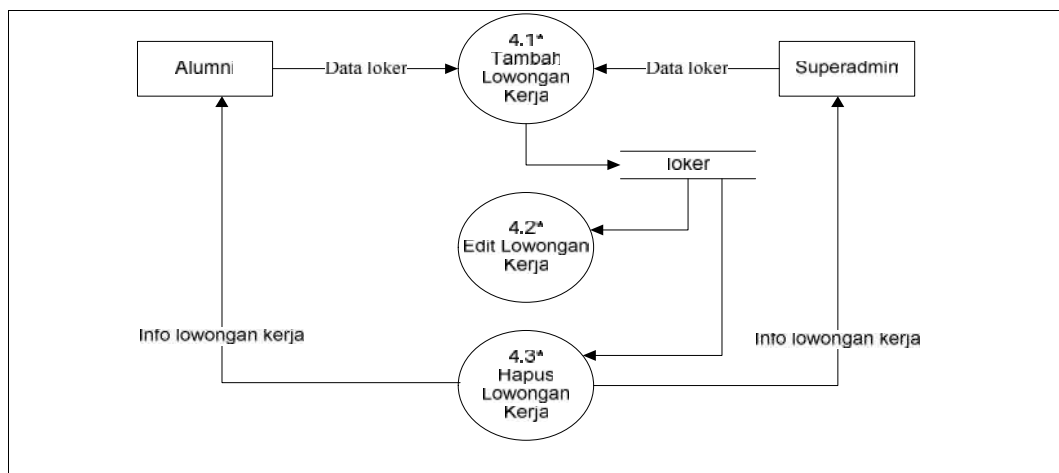 Alumni
Data loker
4.1*
Tambah
Lowongan
Kerja
Data loker
Superadmin
loker
4.2*
Edit Lowongan
Kerja
Info lowongan kerja
Info lowongan kerja
4.3*
Hapus
Lowongan
Kerja